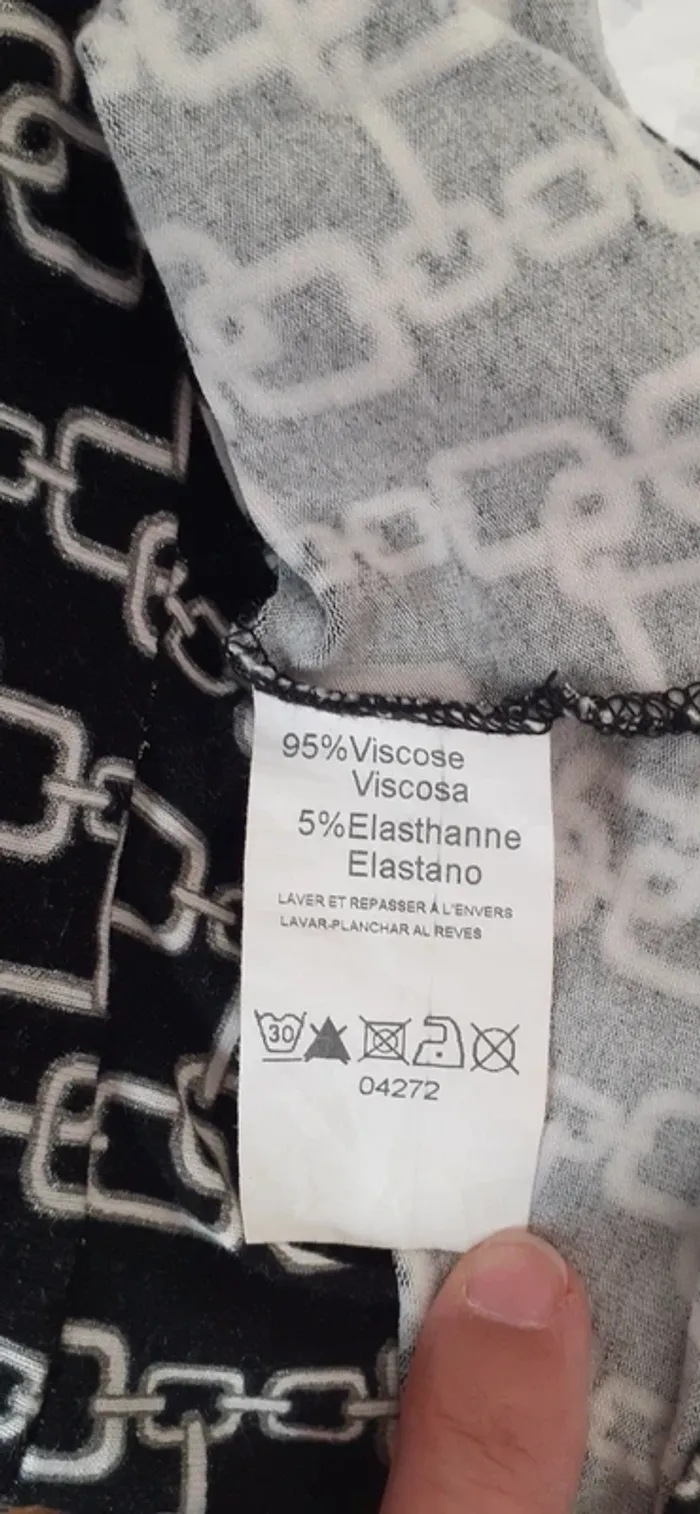 95%Viscose
Viscosa
5%Elasthanne
Elastano
LAVER ET REPASSER À L'ENVERS
LAVAR-PLANCHAR AL REVES
30
04272